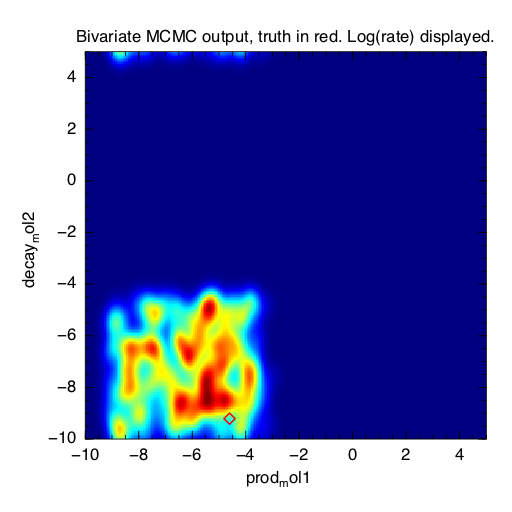 Bivariate MCMC output, truth in red. Log(rate) displayed.
4
2
0
−2
−4
−6
−8
−10
decay_mol2
−10 −8 −6 −4 −2 0 2 4
prod_mol1